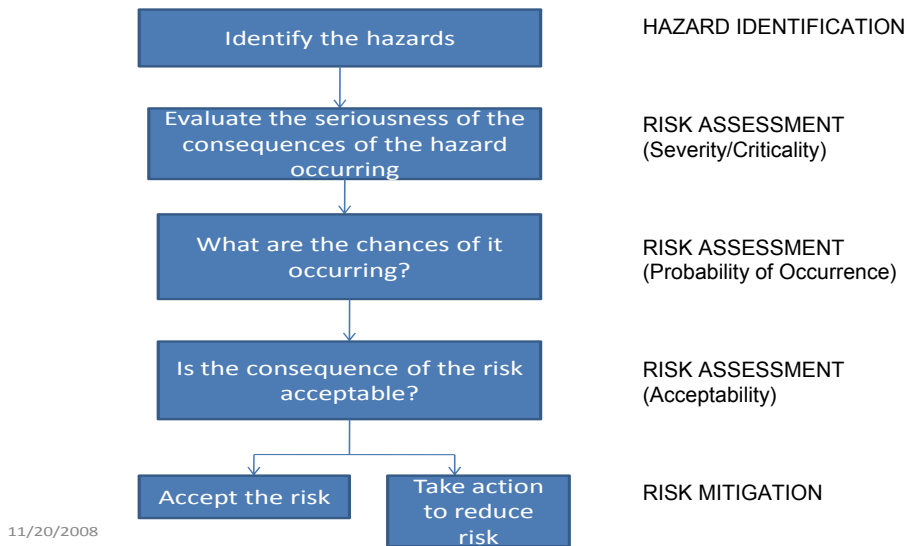 Identify the hazards
HAZARD IDENTIFICATION
Evaluate the seriousness of the
consequences of the hazard
occurring
RISK ASSESSMENT
(Severity/Criticality)
What are the chances of it
occurring?
RISK ASSESSMENT
(Probability of Occurrence)
Is the consequence of the risk
acceptable?
RISK ASSESSMENT
(Acceptability)
Accept the risk
Take action
to reduce
risk
RISK MITIGATION
11/20/2008